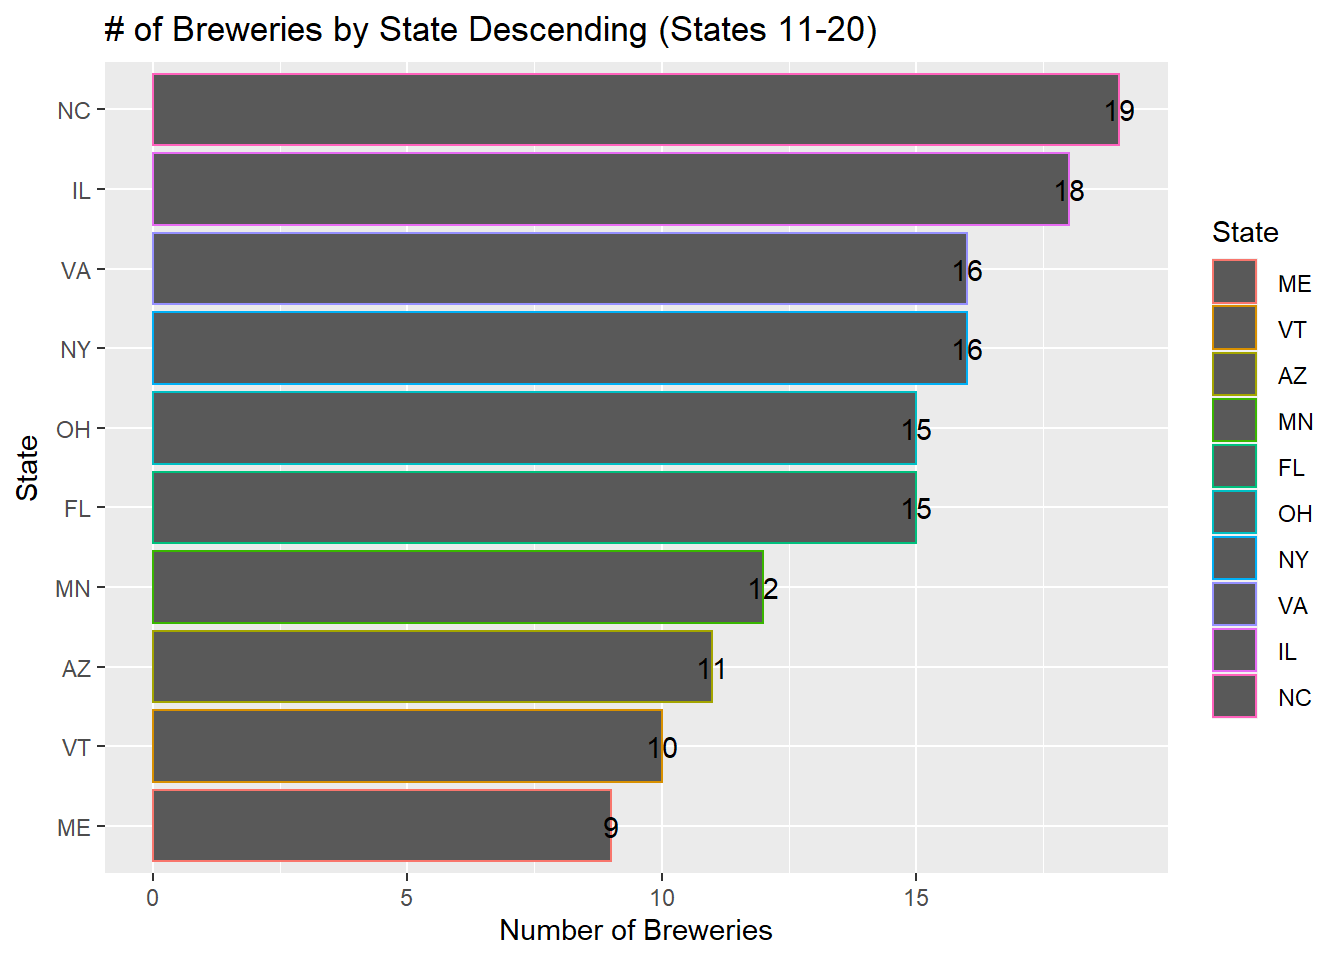 # of Breweries by State Descending (States 11-20)
NC 19
IL 18
VA 16
NY 16
OH 15
FL 15
MN 12
AZ 11
VT 10
ME 9
0 5 10 15
Number of Breweries
State
State
ME
VT
AZ
MN
FL
OH
NY
VA
IL
NC